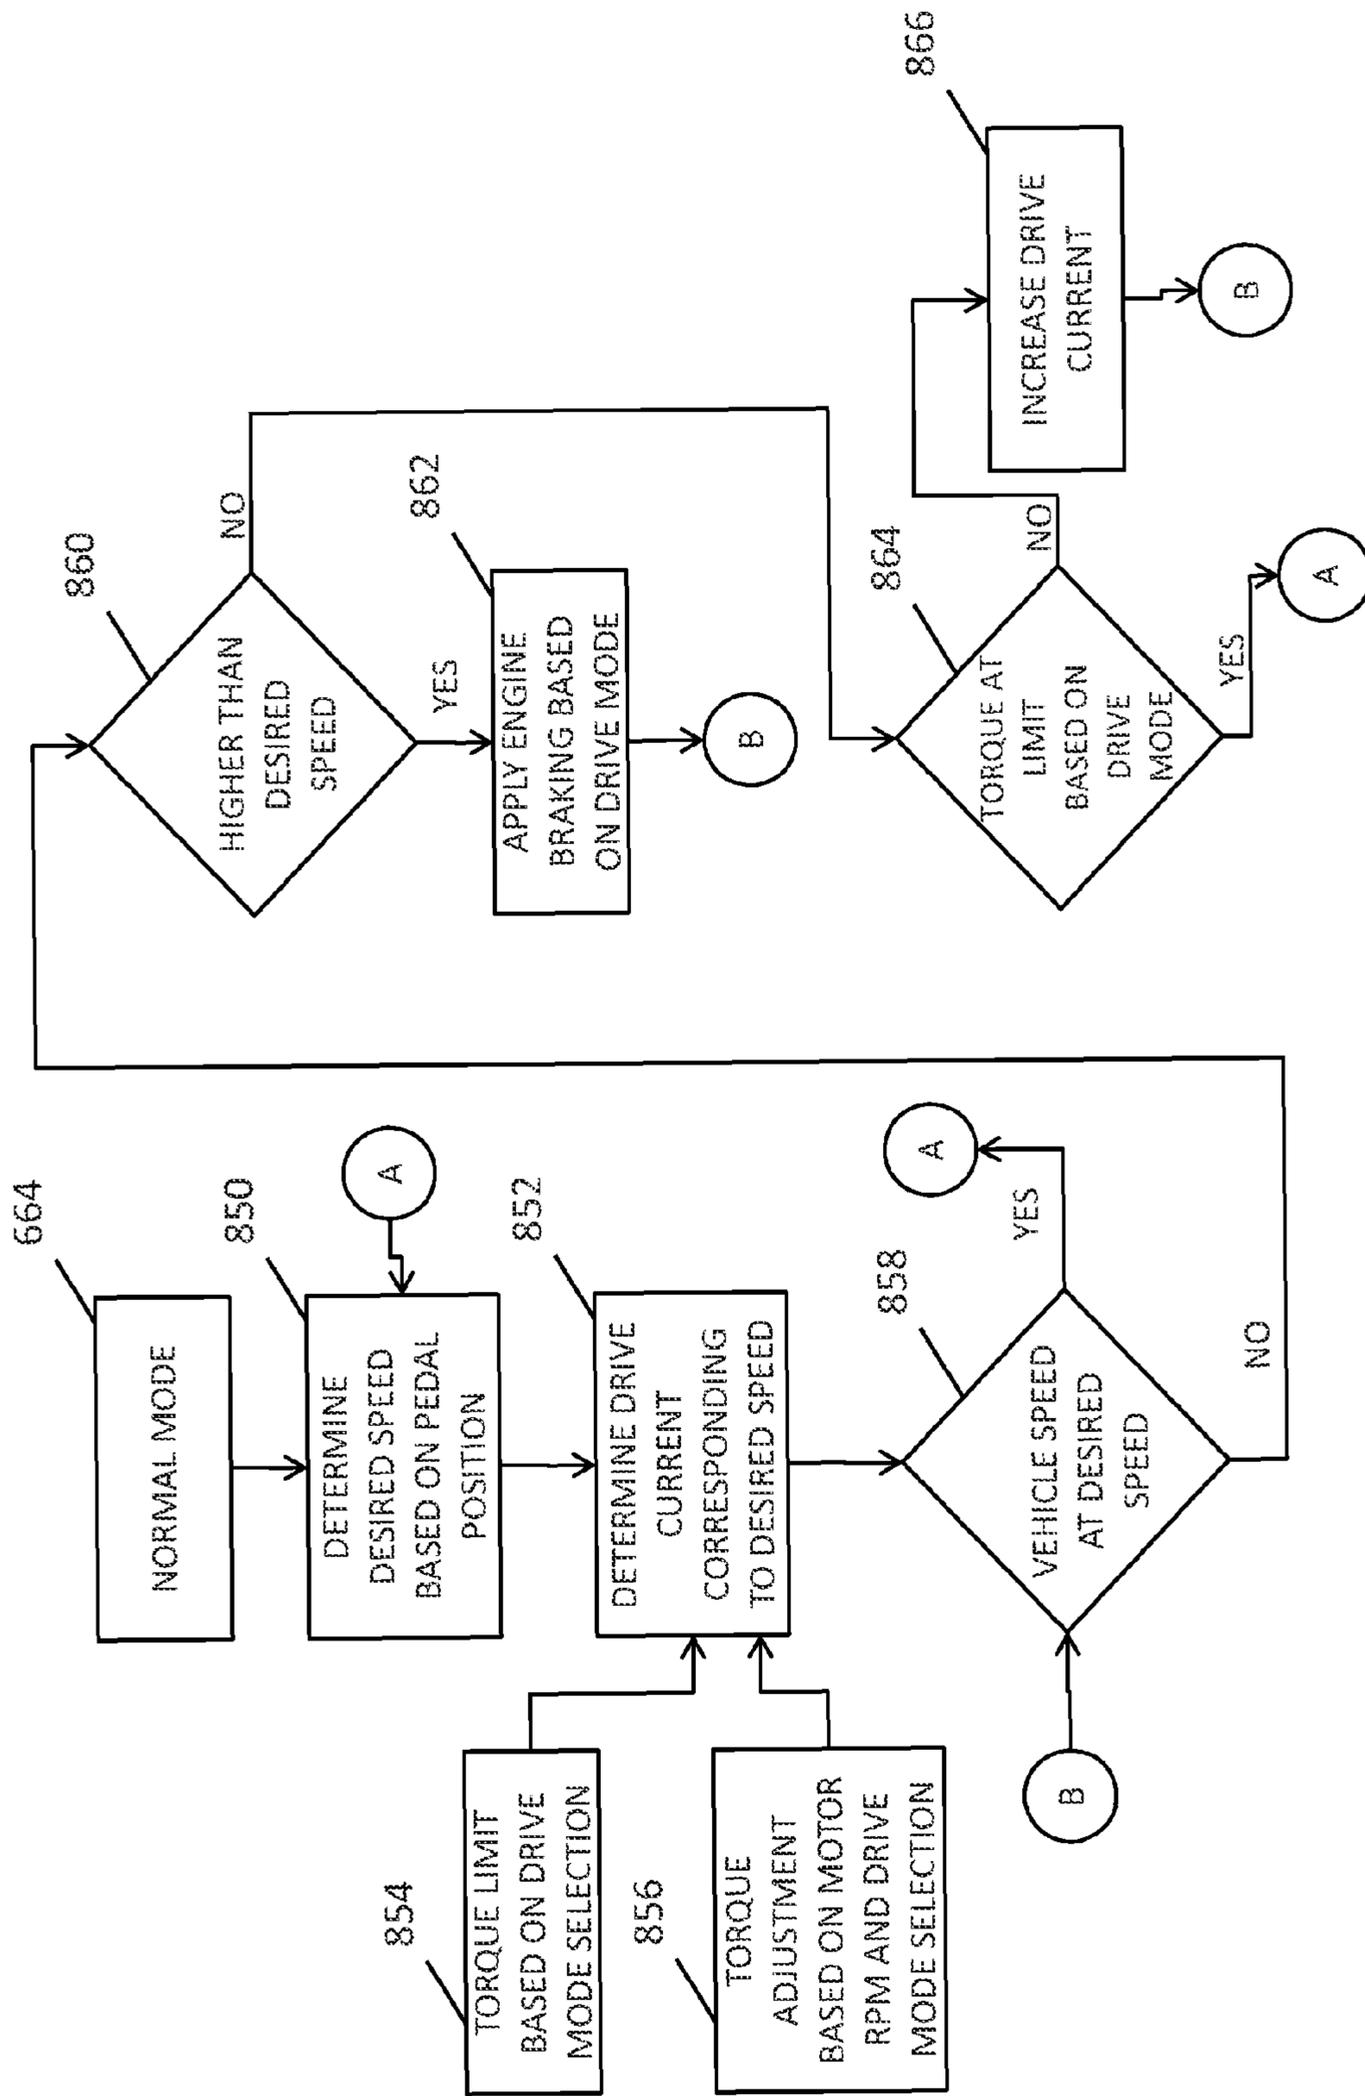 664
NORMAL MODE
850
DETERMINE
DESIRED SPEED
BASED ON PEDAL
POSITION
A
854
TORQUE LIMIT
BASED ON DRIVE
MODE SELECTION
852
DETERMINE DRIVE
CURRENT
CORRESPONDING
TO DESIRED SPEED
856
TORQUE
ADJUSTMENT
BASED ON MOTOR
RPM AND DRIVE
MODE SELECTION
858
VEHICLE SPEED
AT DESIRED
SPEED
B
YES
A
NO
860
HIGHER THAN
DESIRED
SPEED
NO
YES
862
APPLY ENGINE
BRAKING BASED
ON DRIVE MODE
B
864
TORQUE AT
LIMIT
BASED ON
DRIVE
MODE
NO
YES
A
866
INCREASE DRIVE
CURRENT
B